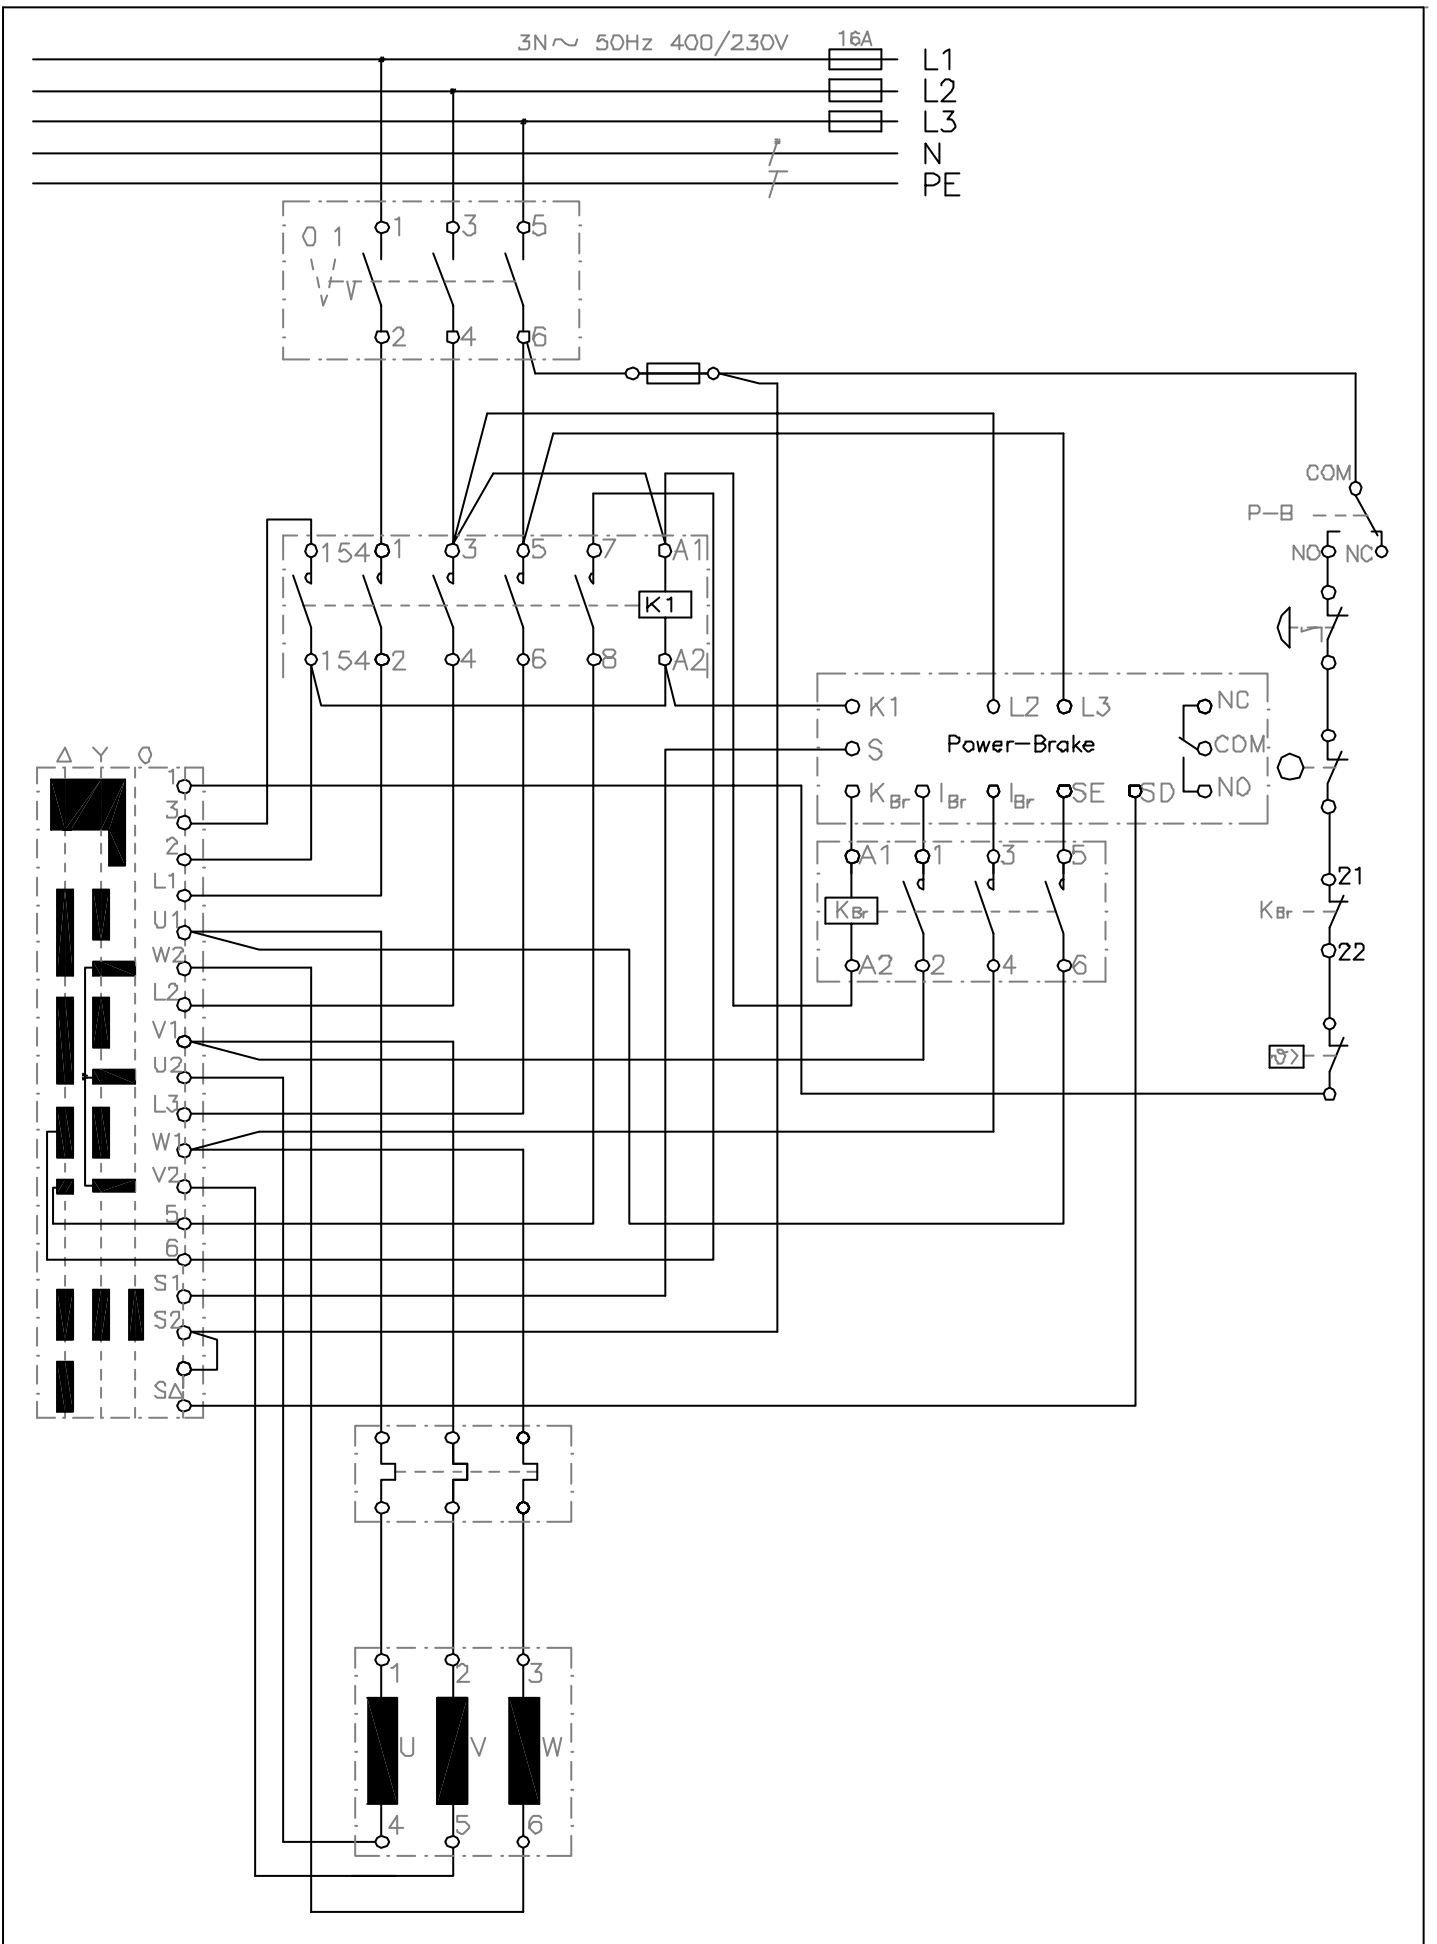 3N~ 50Hz 400/230V 16A L1
L2
L3
N
PE
0 1 1 3 5
2 4 6
COM
P-B
NO NC
154 1 3 5 7 A1
K1
154 2 4 6 8 A2
K1 L2 L3 NC
Power-Brake
S COM
KBr IBr IBr SE SD NO
Δ Y 0
1
3
2
L1
U1
W2
L2
V1
U2
L3
W1
V2
5
6
S1
S2
SΔ
A1 1 3 5
KBr
A2 2 4 6
21
KBr
22
ϑ>
1 2 3
U V W
4 5 6